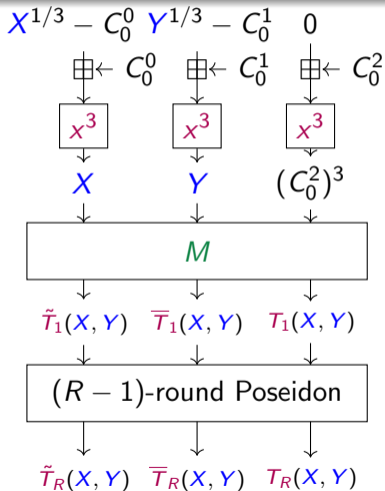 X^{1/3} − C_0^0 Y^{1/3} − C_0^1 0
⊞← C_0^0 ⊞← C_0^1 ⊞← C_0^2
x^3 x^3 x^3
X Y (C_0^2)^3
M
T̃_1(X, Y) T̅_1(X, Y) T_1(X, Y)
(R − 1)-round Poseidon
T̃_R(X, Y) T̅_R(X, Y) T_R(X, Y)